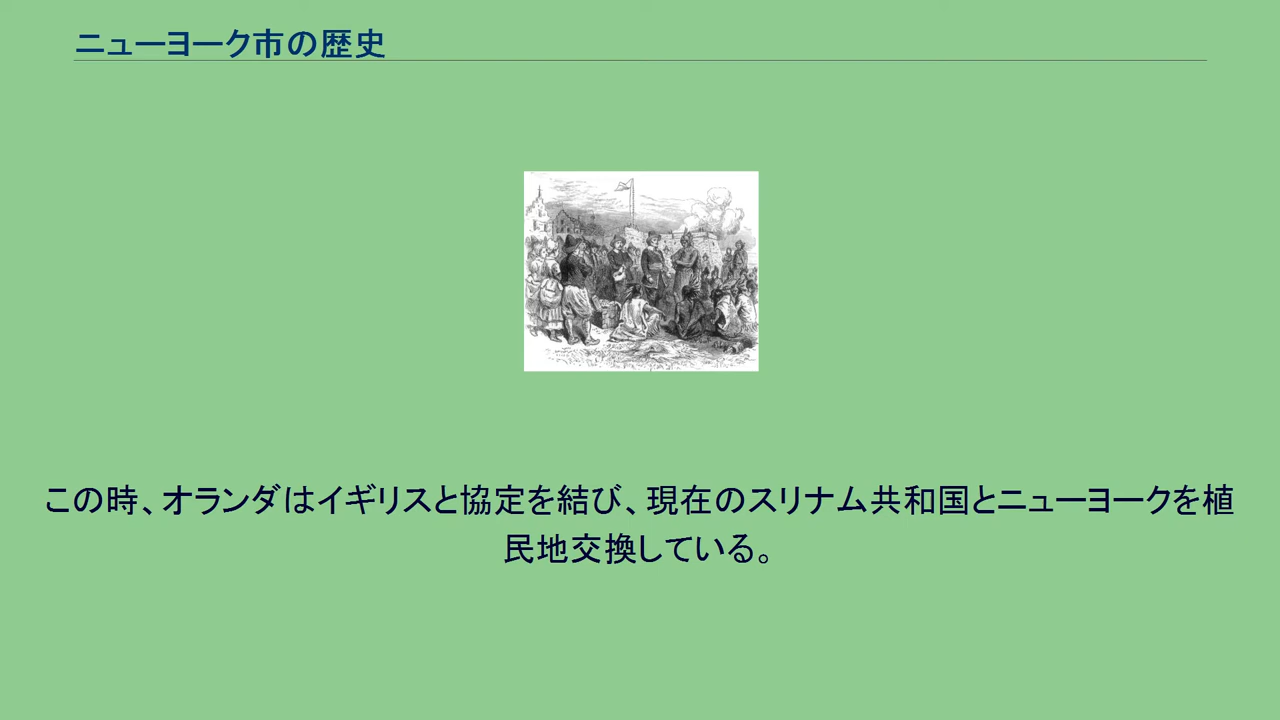 ニューヨーク市の歴史
この時、オランダはイギリスと協定を結び、現在のスリナム共和国とニューヨークを植
民地交換している。